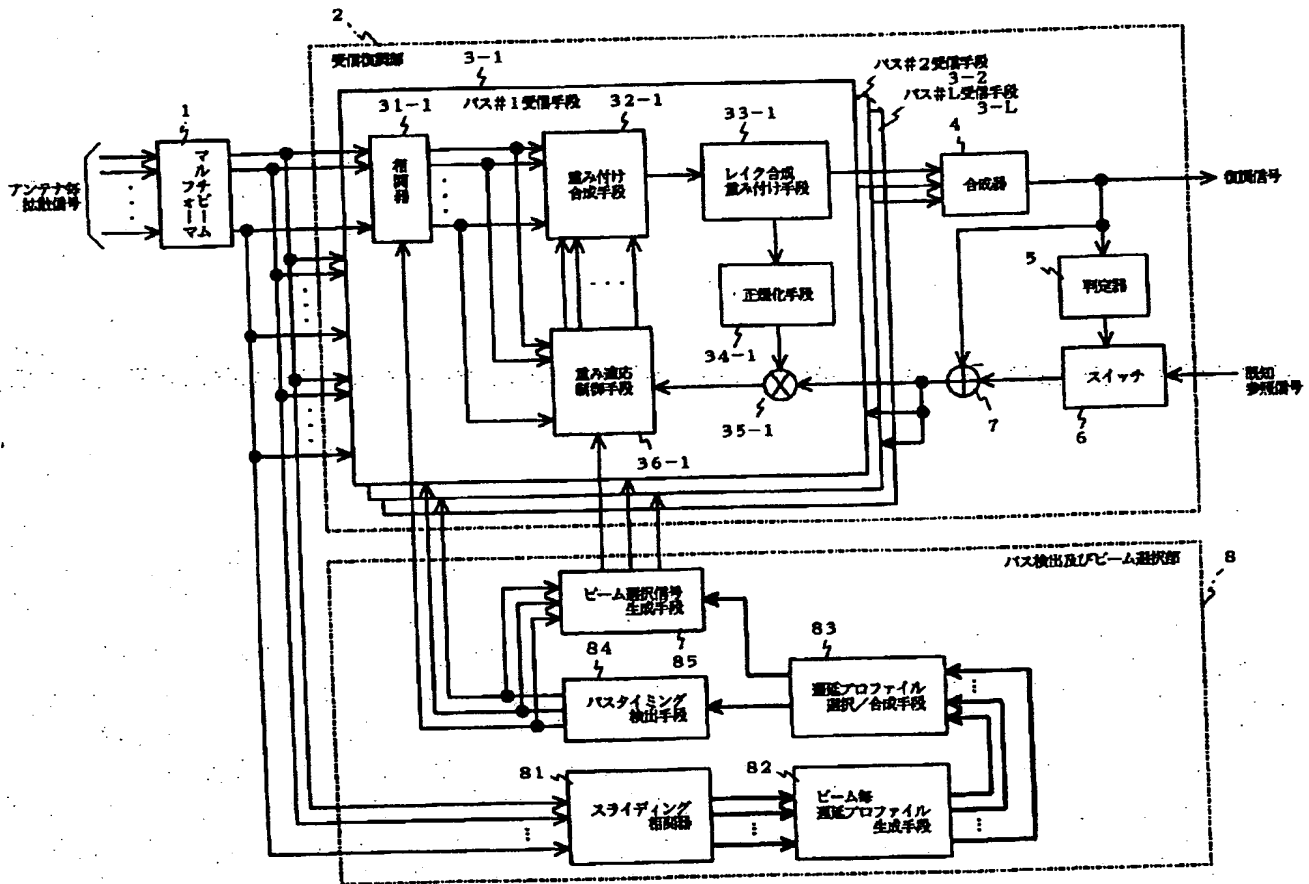 2
受信復調部
3-1
パス#1受信手段
パス#2受信手段
3-2
パス#L受信手段
3-L
1
マルチビーム
フォーマ
アンテナ毎
拡散信号
31-1
相関器
32-1
重み付け
合成手段
33-1
レイク合成
重み付け手段
4
合成器
復調信号
正規化手段
34-1
5
判定器
重み適応
制御手段
35-1
36-1
7
スイッチ
6
既知
参照信号
パス検出及びビーム選択部
8
ビーム選択信号
生成手段
85
84
パスタイミング
検出手段
83
遅延プロファイル
選択/合成手段
81
スライディング
相関器
82
ビーム毎
遅延プロファイル
生成手段